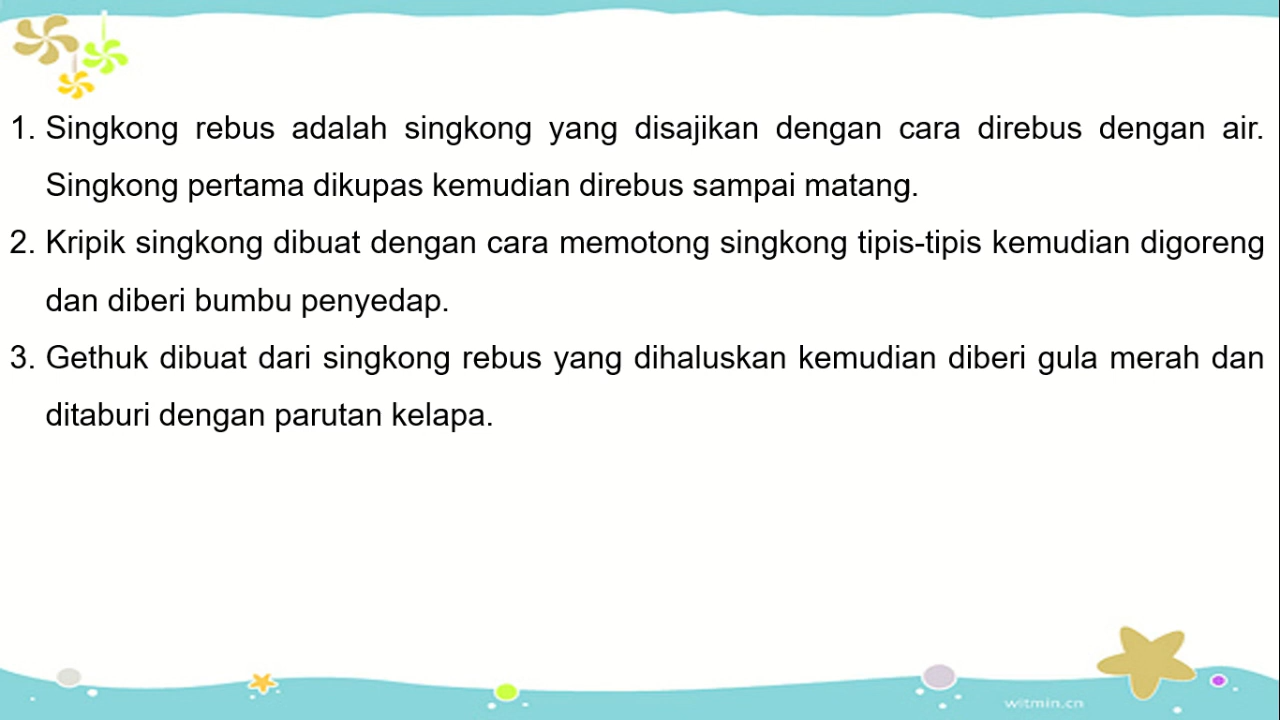 1. Singkong rebus adalah singkong yang disajikan dengan cara direbus dengan air.
Singkong pertama dikupas kemudian direbus sampai matang.
2. Kripik singkong dibuat dengan cara memotong singkong tipis-tipis kemudian digoreng
dan diberi bumbu penyedap.
3. Gethuk dibuat dari singkong rebus yang dihaluskan kemudian diberi gula merah dan
ditaburi dengan parutan kelapa.
witmin.cn